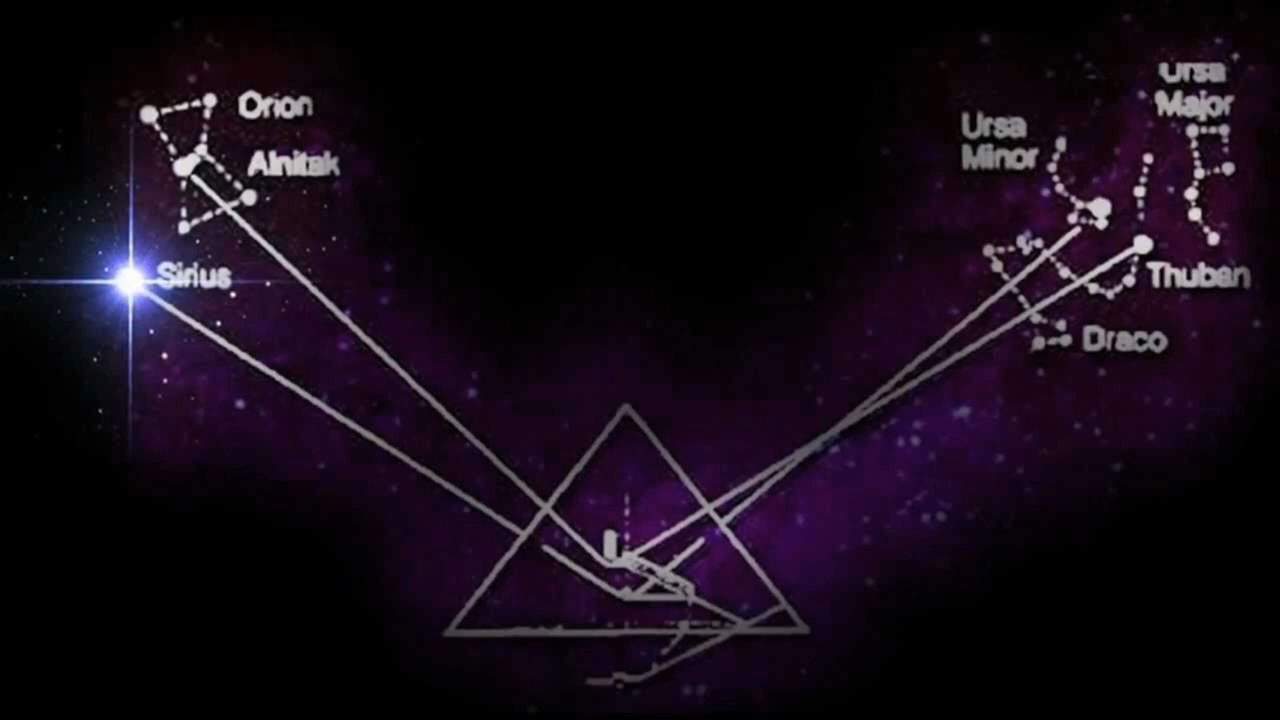 Orion
Alnitak
Sirius
Ursa
Minor
Ursa
Major
Thuban
Draco